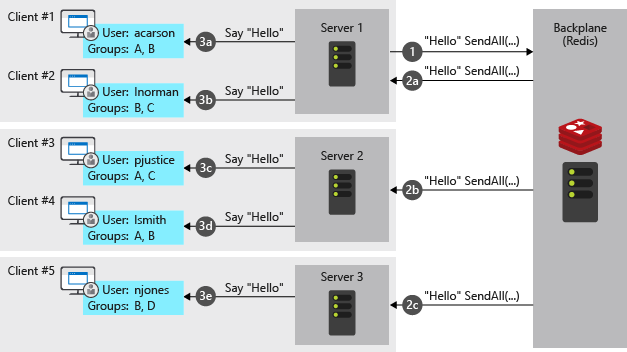 Client #1
User: acarson
Groups: A, B
3a
Say "Hello"
Server 1
1
"Hello" SendAll(...)
Backplane
(Redis)
2a
"Hello" SendAll(...)
Client #2
User: lnorman
Groups: B, C
3b
Say "Hello"
Client #3
User: pjustice
Groups: A, C
3c
Say "Hello"
Server 2
2b
"Hello" SendAll(...)
Client #4
User: lsmith
Groups: A, B
3d
Say "Hello"
Client #5
User: njones
Groups: B, D
3e
Say "Hello"
Server 3
2c
"Hello" SendAll(...)